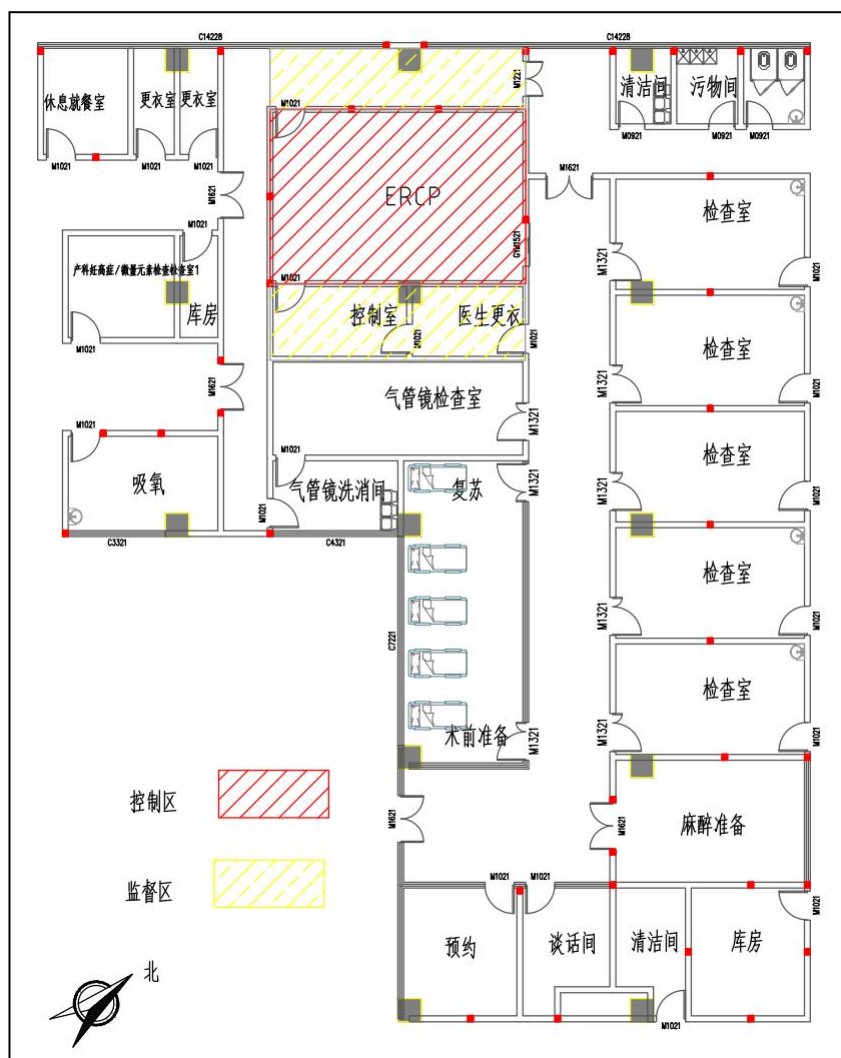 C14228
C14228
M1021
M1221
休息就餐室
更衣室
更衣室
清洁间
污物间
M0921
M0921
M0921
M1021
M1021
M1021
M1621
M1621
ERCP
检查室
M1321
M1021
M1021
GYM1521
产科妊高症/微量元素检查检查室1
库房
M1021
M1021
控制室
医生更衣
M1021
M1021
检查室
M1321
M1021
M1621
气管镜检查室
M1321
M1021
M1021
吸氧
气管镜洗消间
复苏
M1321
检查室
M1321
M1021
M1021
C3321
C4321
C7221
检查室
M1321
M1021
检查室
M1321
M1021
术前准备
M1321
控制区
M1621
M1621
麻醉准备
监督区
M1021
M1021
M1021
预约
谈话间
清洁间
库房
北
M1021